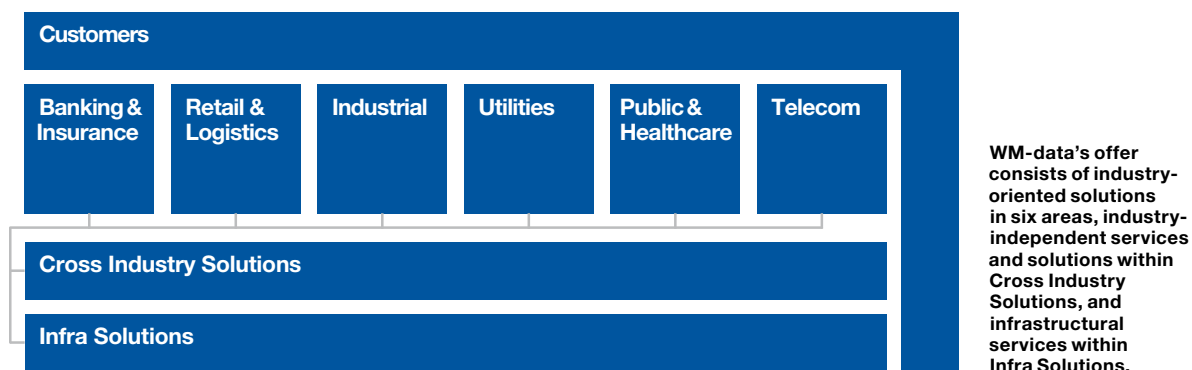 Customers
Banking &
Insurance
Retail &
Logistics
Industrial
Utilities
Public &
Healthcare
Telecom
Cross Industry Solutions
Infra Solutions
WM-data’s offer
consists of industry-
oriented solutions
in six areas, industry-
independent services
and solutions within
Cross Industry
Solutions, and
infrastructural
services within
Infra Solutions.